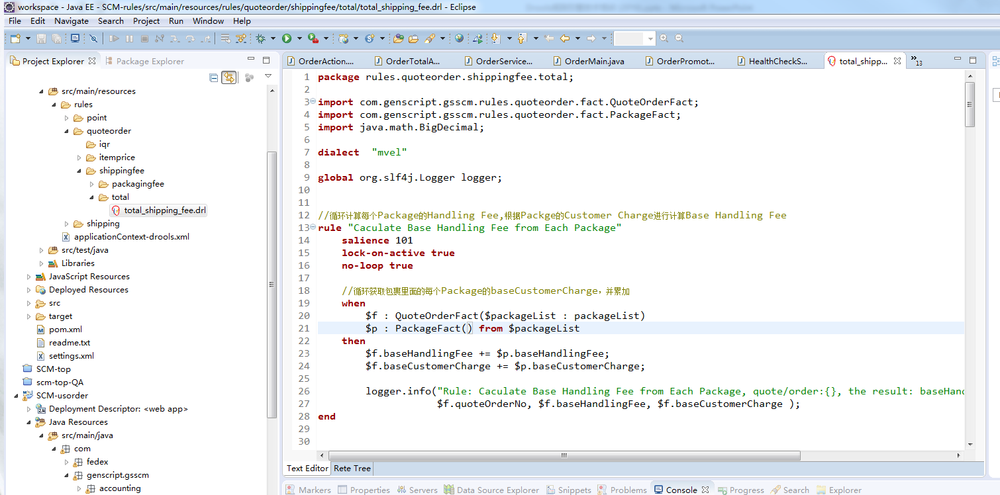 workspace - Java EE - SCM-rules/src/main/resources/rules/quoteorder/shippingfee/total/total_shipping_fee.drl - Eclipse
File Edit Navigate Search Project Run Window Help
Project Explorer Package Explorer
src/main/resources
rules
point
quoteorder
iqr
itemprice
shippingfee
packagingfee
total
total_shipping_fee.drl
shipping
applicationContext-drools.xml
src/test/java
Libraries
JavaScript Resources
Deployed Resources
src
target
pom.xml
readme.txt
settings.xml
SCM-top
scm-top-QA
SCM-usorder
Deployment Descriptor: <web app>
Java Resources
src/main/java
com
fedex
genscript.gsscm
accounting
OrderAction.... OrderTotalA... OrderService... OrderMain.java OrderPromot... HealthCheckS... total_shipp... »13
1 package rules.quoteorder.shippingfee.total;
2
3 import com.genscript.gsscm.rules.quoteorder.fact.QuoteOrderFact;
4 import com.genscript.gsscm.rules.quoteorder.fact.PackageFact;
5 import java.math.BigDecimal;
6
7 dialect  "mvel"
8
9 global org.slf4j.Logger logger;
10
11
12 //循环计算每个Package的Handling Fee,根据Packge的Customer Charge进行计算Base Handling Fee
13 rule "Caculate Base Handling Fee from Each Package"
14 salience 101
15 lock-on-active true
16 no-loop true
17
18 //循环获取包裹里面的每个Package的baseCustomerCharge，并累加
19 when
20 $f : QuoteOrderFact($packageList : packageList)
21 $p : PackageFact() from $packageList
22 then
23 $f.baseHandlingFee += $p.baseHandlingFee;
24 $f.baseCustomerCharge += $p.baseCustomerCharge;
25
26 logger.info("Rule: Caculate Base Handling Fee from Each Package, quote/order:{}, the result: baseHand
27 $f.quoteOrderNo, $f.baseHandlingFee, $f.baseCustomerCharge );
28 end
29
30
Text Editor Rete Tree
Markers Properties Servers Data Source Explorer Snippets Problems Console Progress Search Explorer